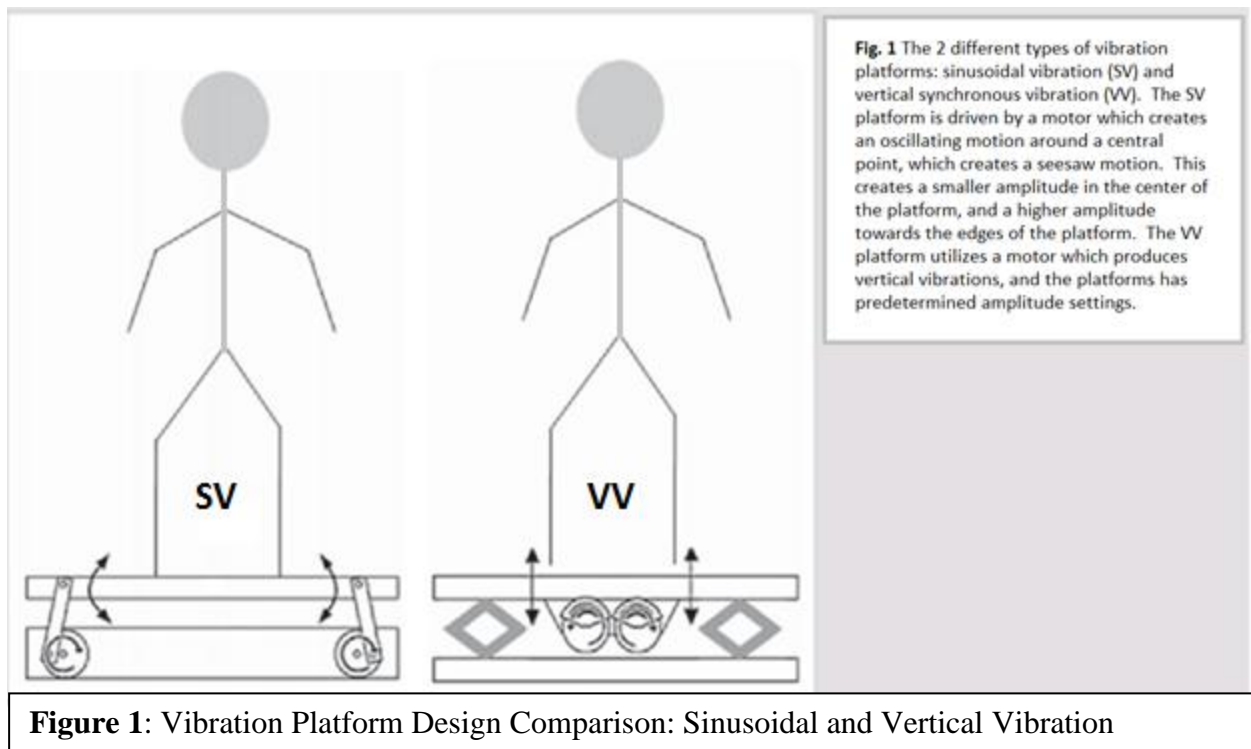 Fig. 1 The 2 different types of vibration
platforms: sinusoidal vibration (SV) and
vertical synchronous vibration (VV).  The SV
platform is driven by a motor which creates
an oscillating motion around a central
point, which creates a seesaw motion.  This
creates a smaller amplitude in the center of
the platform, and a higher amplitude
towards the edges of the platform.  The VV
platform utilizes a motor which produces
vertical vibrations, and the platforms has
predetermined amplitude settings.
SV
VV
Figure 1: Vibration Platform Design Comparison: Sinusoidal and Vertical Vibration